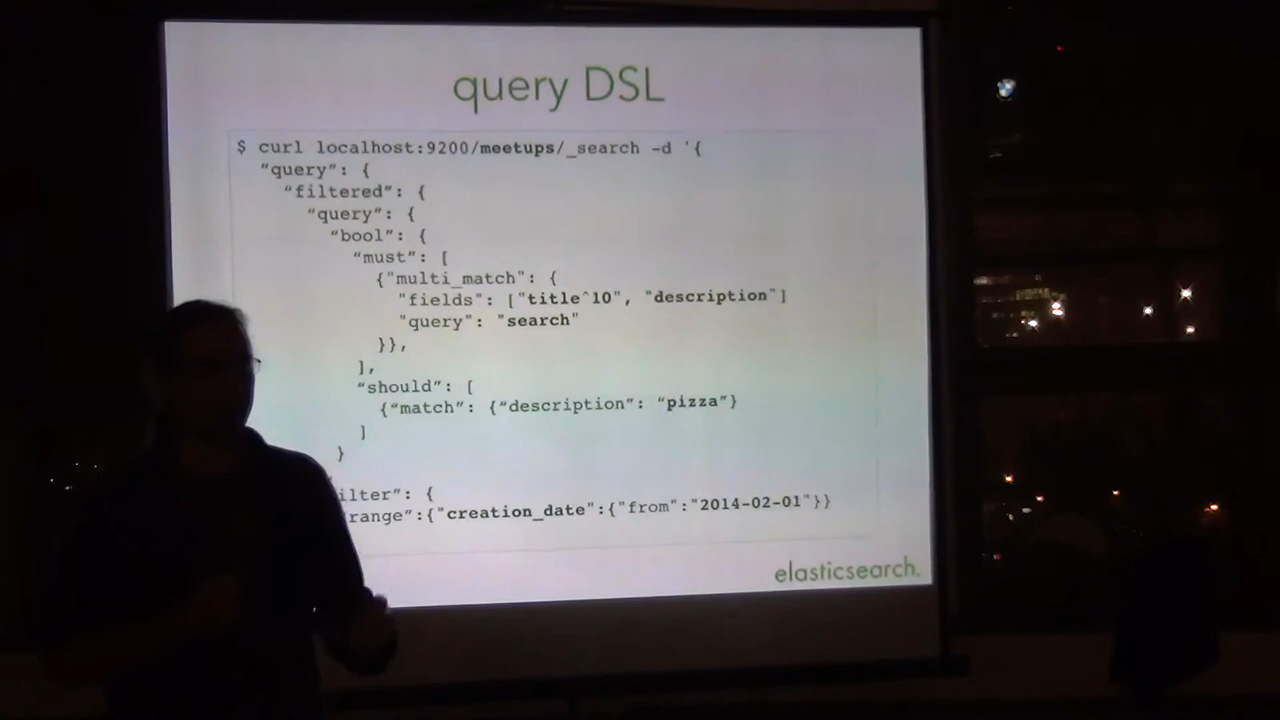 query DSL
$ curl localhost:9200/meetups/_search -d '{
“query”: {
“filtered”: {
“query”: {
“bool”: {
“must”: [
{"multi_match": {
"fields": ["title^10", "description"]
"query": "search"
}},
],
“should”: [
{“match”: {“description”: “pizza”}
]
}
ilter”: {
range”:{"creation_date":{"from":"2014-02-01"}}
elasticsearch.